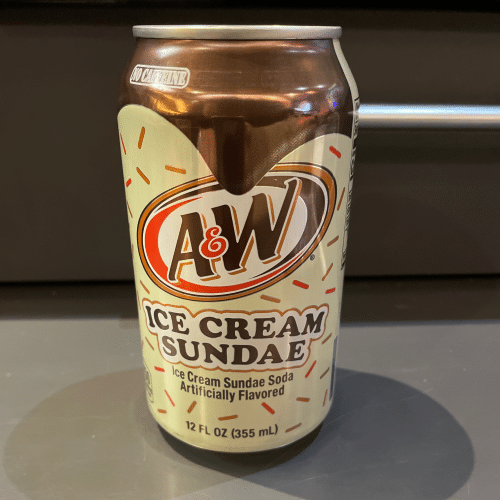 NO CAFFEINE
A&W
ICE CREAM
SUNDAE
Ice Cream Sundae Soda
Artificially Flavored
12 FL OZ (355 mL)